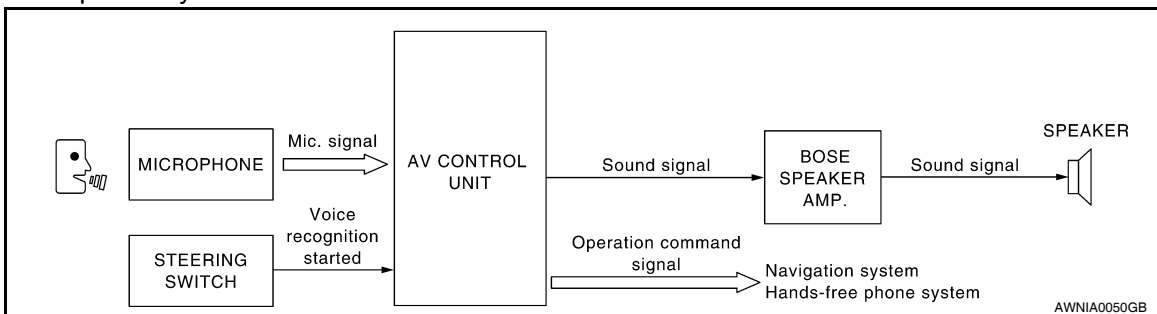 MICROPHONE
Mic. signal
STEERING
SWITCH
Voice
recognition
started
AV CONTROL
UNIT
Sound signal
Operation command
signal
BOSE
SPEAKER
AMP.
Sound signal
SPEAKER
Navigation system
Hands-free phone system
AWNIA0050GB